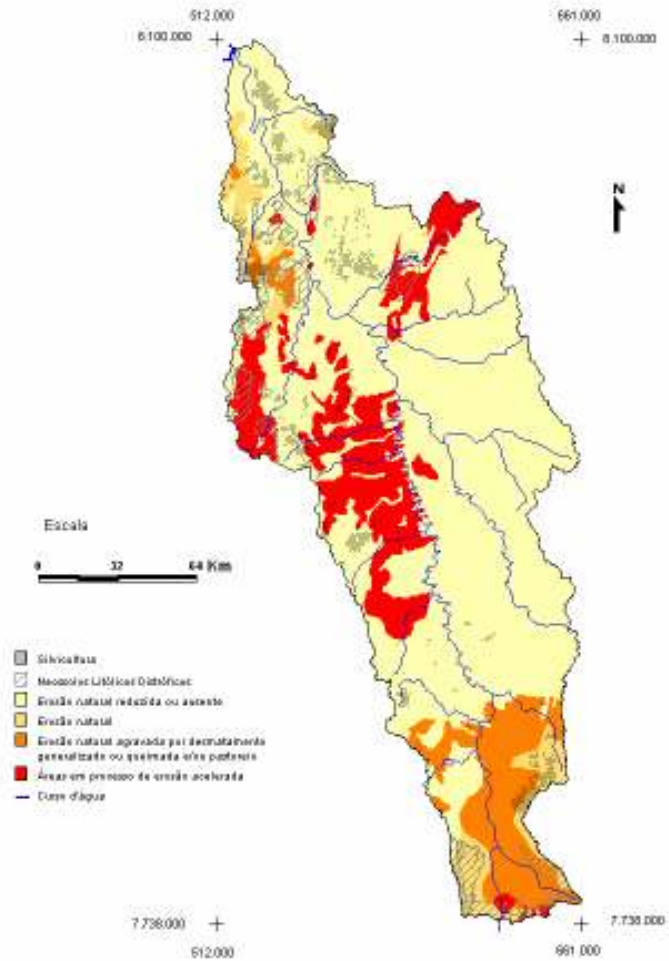 512.000 661.000
8.100.000 8.100.000
N
Escala
0 32 64 Km
Silvicultura
Neossolos Litólicos Distróficos
Erosão natural reduzida ou ausente
Erosão natural
Erosão natural agravada por desmatamento
generalizado ou queimada e/ou pastoreio
Áreas em processo de erosão acelerada
Curso d'água
7.738.000 7.738.000
512.000 661.000